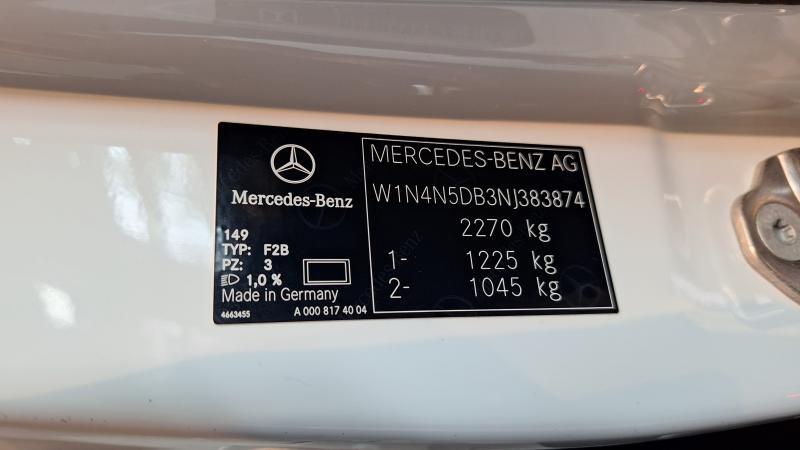 Mercedes-Benz
149
TYP: F2B
PZ: 3
1,0 %
Made in Germany
4663455
A 000 817 40 04
MERCEDES-BENZ AG
W1N4N5DB3NJ383874
2270 kg
1- 1225 kg
2- 1045 kg